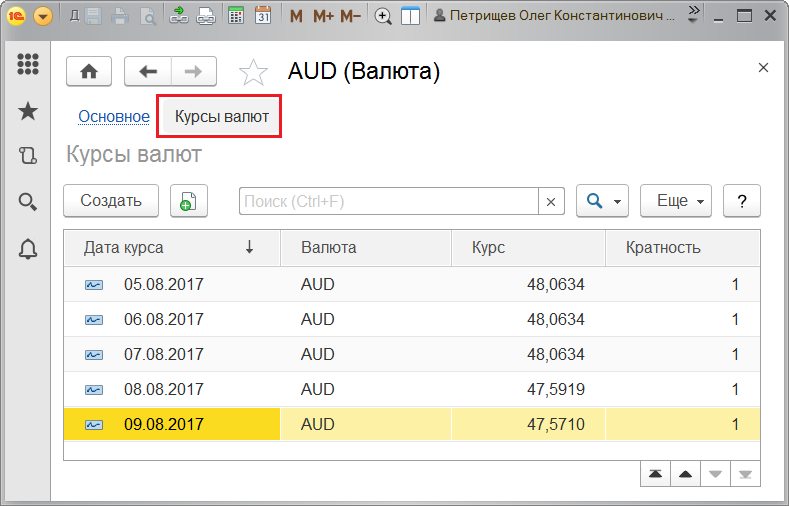 1С Д 31 M M+ M− Петрищев Олег Константинович ...
AUD (Валюта)
Основное Курсы валют
Курсы валют
Создать Поиск (Ctrl+F) × Еще ?
Дата курса ↓ Валюта Курс Кратность
05.08.2017 AUD 48,0634 1
06.08.2017 AUD 48,0634 1
07.08.2017 AUD 48,0634 1
08.08.2017 AUD 47,5919 1
09.08.2017 AUD 47,5710 1